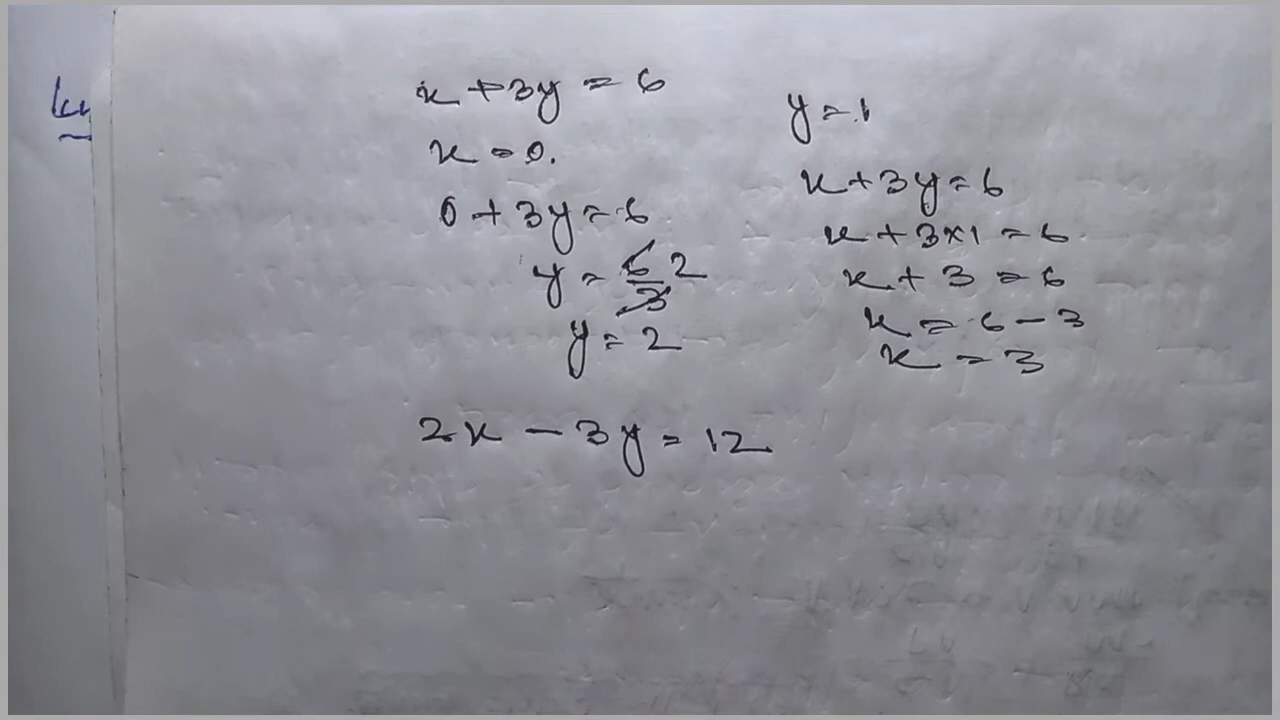 x + 3y = 6
x = 0.
0 + 3y = 6
y = 6/3 2
y = 2
y = 1
x + 3y = 6
x + 3×1 = 6
x + 3 = 6
x = 6 - 3
x = 3
2x - 3y = 12